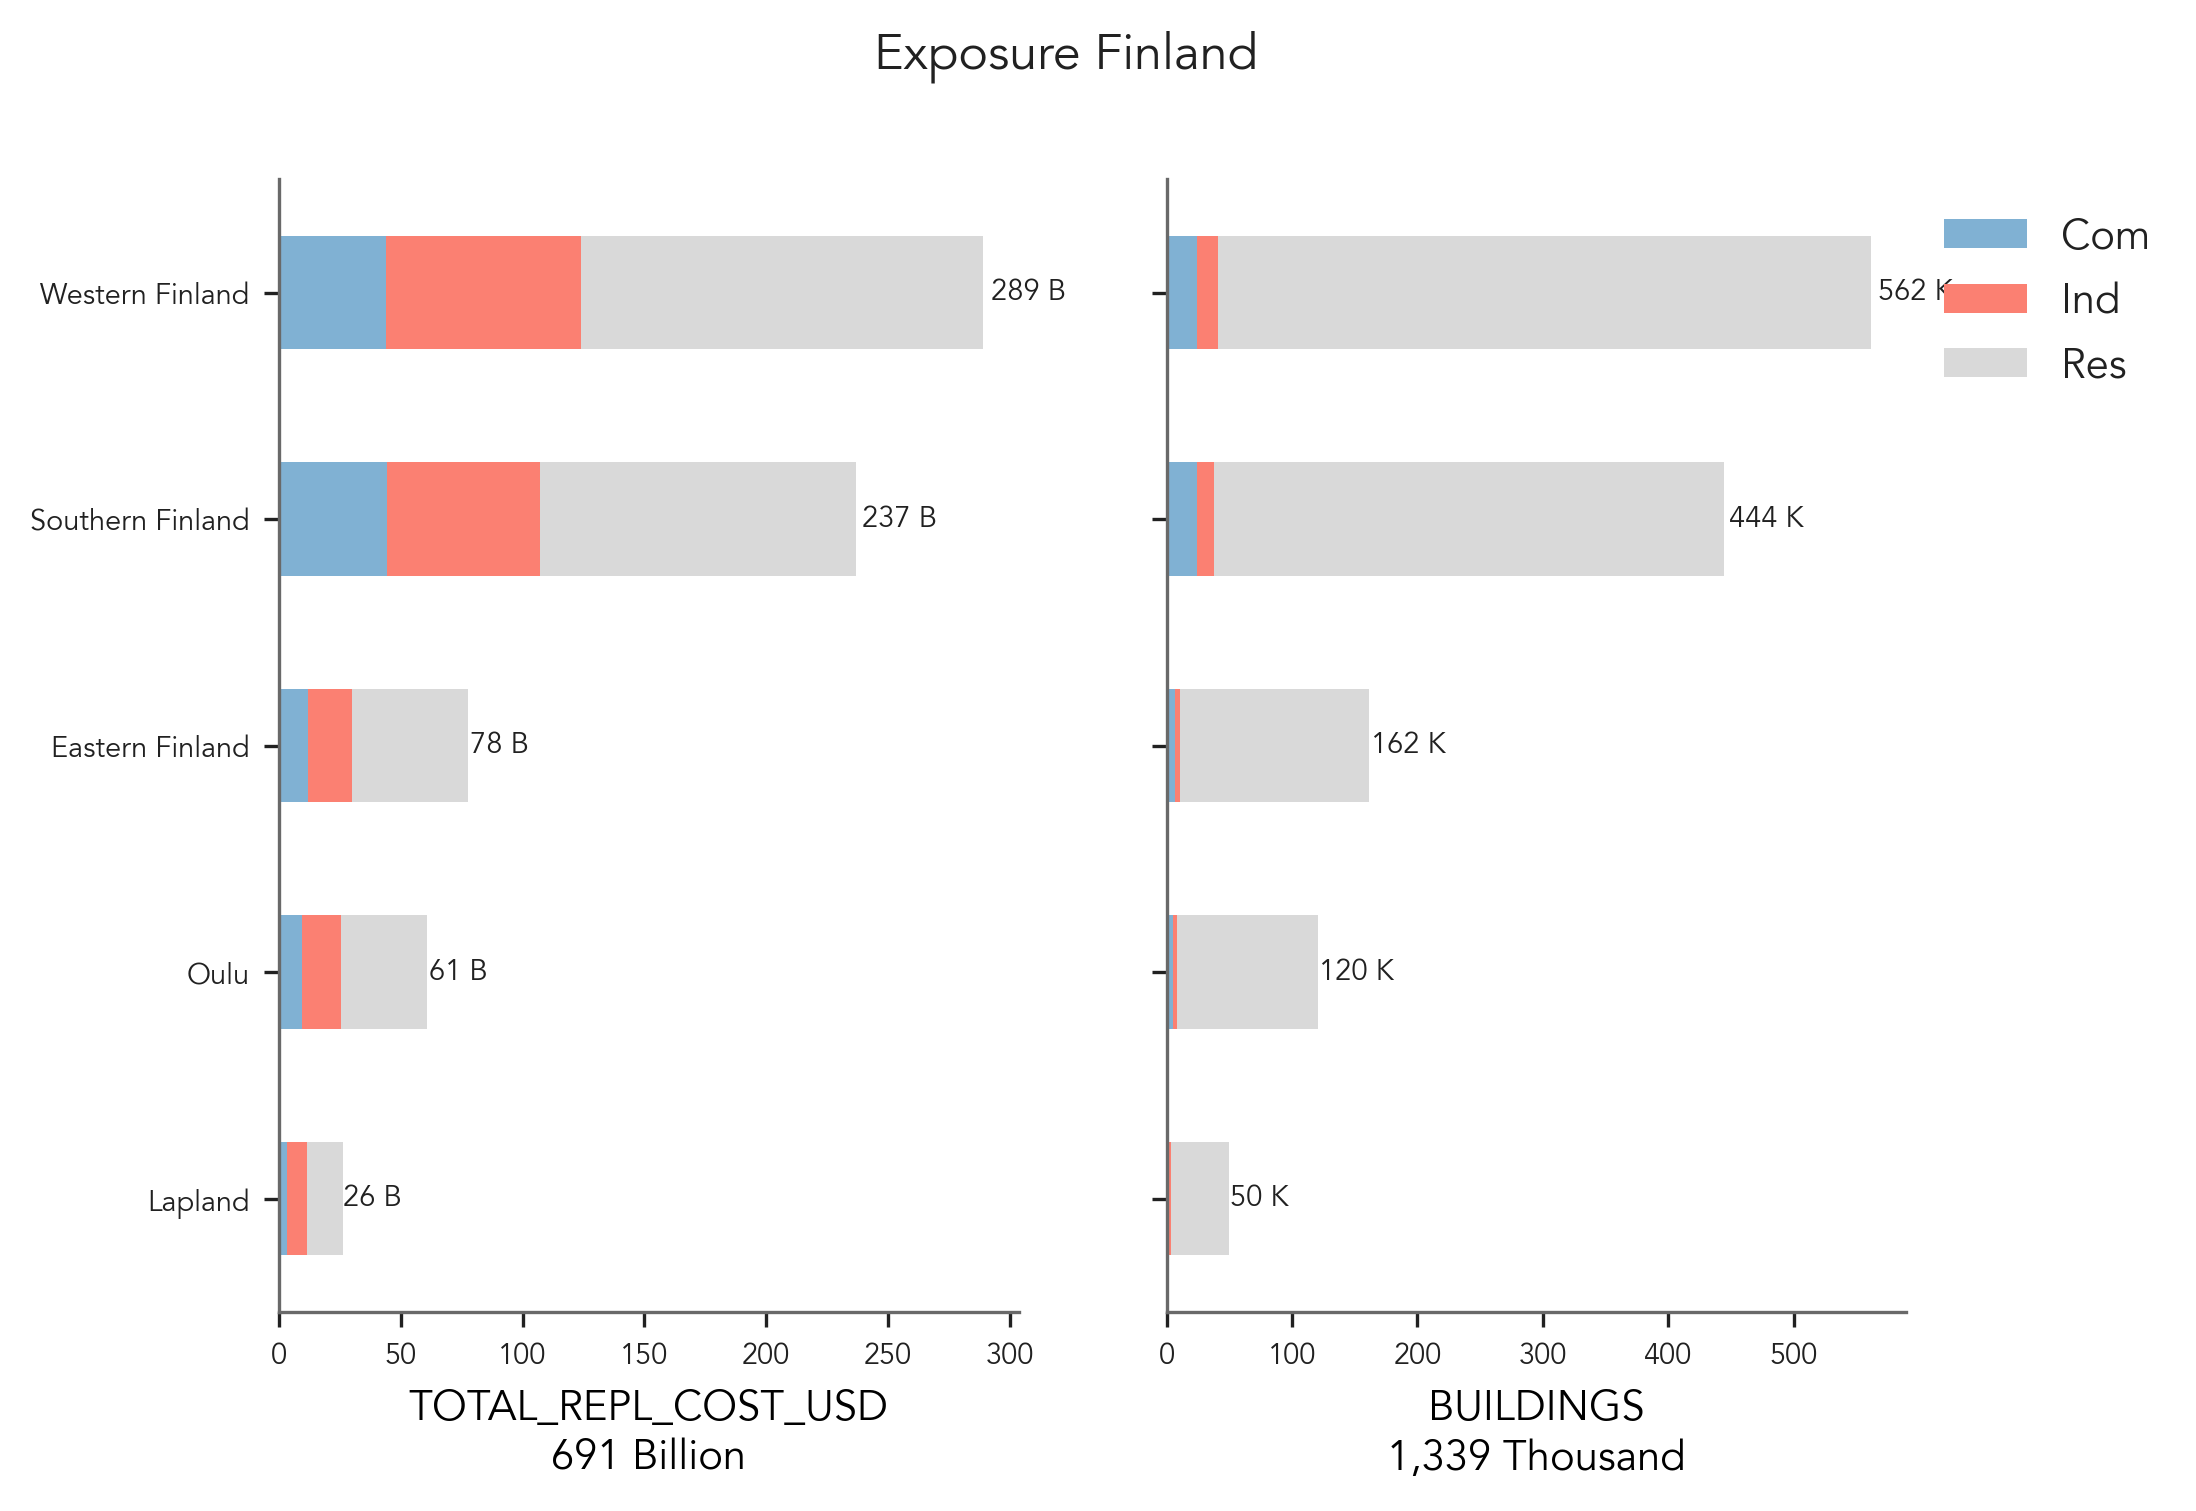 Exposure Finland
Western Finland
289 B
Southern Finland
237 B
Eastern Finland
78 B
Oulu
61 B
Lapland
26 B
0 50 100 150 200 250 300
TOTAL_REPL_COST_USD
691 Billion
562 K
444 K
162 K
120 K
50 K
0 100 200 300 400 500
BUILDINGS
1,339 Thousand
Com
Ind
Res